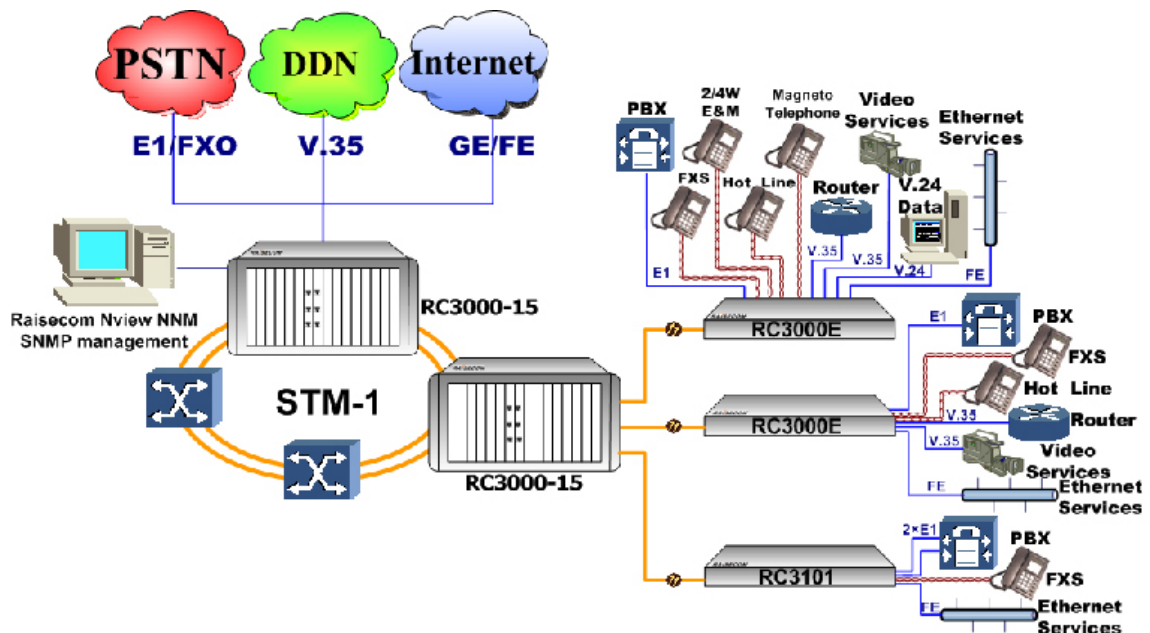 PSTN
DDN
Internet
E1/FXO
V.35
GE/FE
Raisecom Nview NNM
SNMP management
RAISECOM
RC3000-15
STM-1
RC3000-15
PBX
2/4W
E&M
Magneto
Telephone
Video
Services
Ethernet
Services
FXS
Hot Line
Router
V.24
Data
E1
V.35
V.35
V.24
FE
RAISECOM
RC3000E
E1
PBX
FXS
Hot Line
V.35
Router
V.35
Video
Services
FE
Ethernet
Services
RC3000E
2×E1
PBX
FXS
FE
Ethernet
Services
RC3101